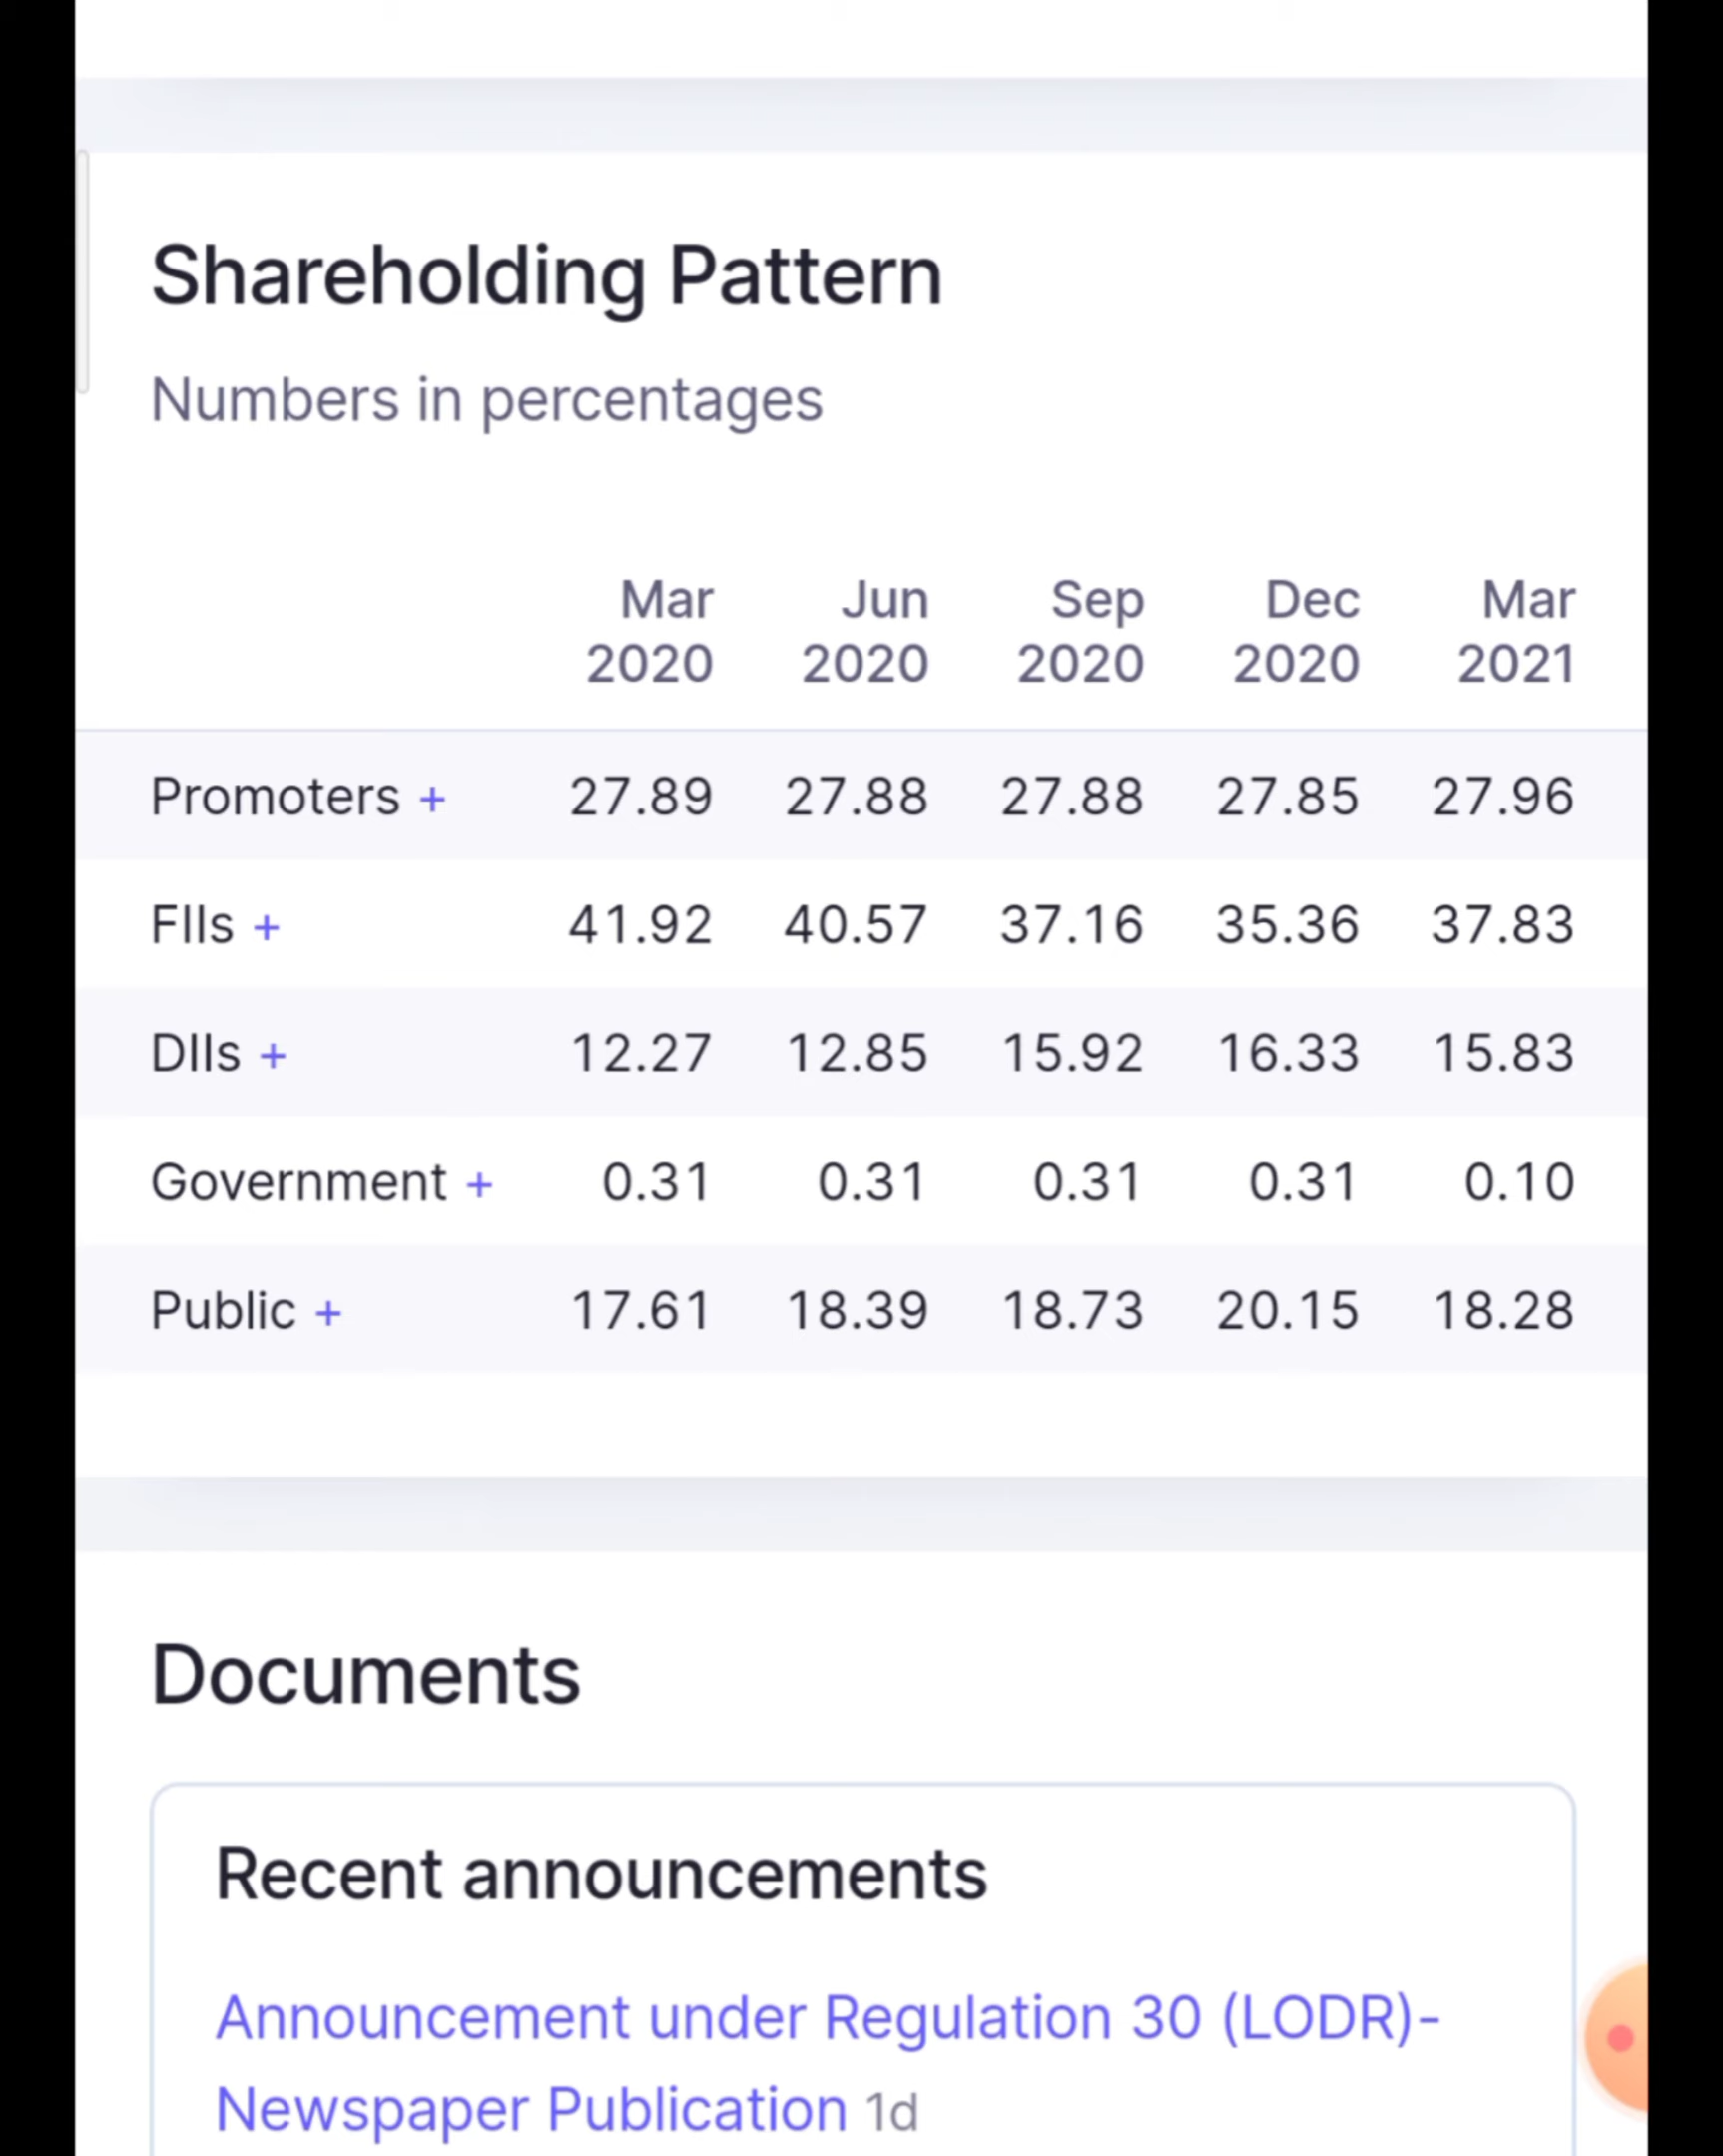 Shareholding Pattern
Numbers in percentages
Mar Jun Sep Dec Mar
2020 2020 2020 2020 2021
Promoters + 27.89 27.88 27.88 27.85 27.96
FIIs + 41.92 40.57 37.16 35.36 37.83
DIIs + 12.27 12.85 15.92 16.33 15.83
Government + 0.31 0.31 0.31 0.31 0.10
Public + 17.61 18.39 18.73 20.15 18.28
Documents
Recent announcements
Announcement under Regulation 30 (LODR)-
Newspaper Publication 1d